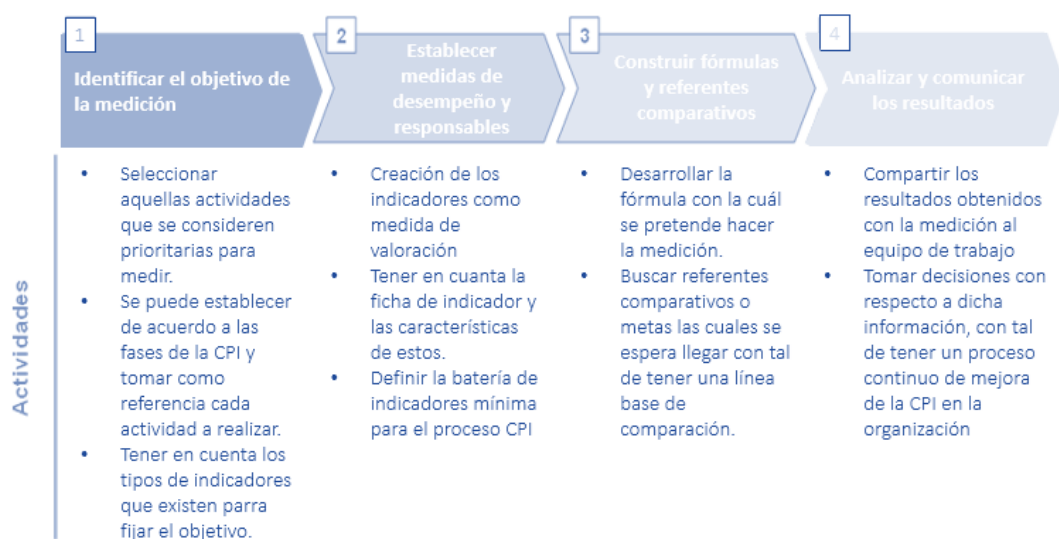 1
Identificar el objetivo de
la medición
2
Establecer
medidas de
desempeño y
responsables
3
Construir fórmulas
y referentes
comparativos
4
Analizar y comunicar
los resultados
Actividades
• Seleccionar
aquellas actividades
que se consideren
prioritarias para
medir.
• Se puede establecer
de acuerdo a las
fases de la CPI y
tomar como
referencia cada
actividad a realizar.
• Tener en cuenta los
tipos de indicadores
que existen parra
fijar el objetivo.
• Creación de los
indicadores como
medida de
valoración
• Tener en cuanta la
ficha de indicador y
las características
de estos.
• Definir la batería de
indicadores mínima
para el proceso CPI
• Desarrollar la
fórmula con la cuál
se pretende hacer
la medición.
• Buscar referentes
comparativos o
metas las cuales se
espera llegar con tal
de tener una línea
base de
comparación.
• Compartir los
resultados obtenidos
con la medición al
equipo de trabajo
• Tomar decisiones con
respecto a dicha
información, con tal
de tener un proceso
continuo de mejora
de la CPI en la
organización